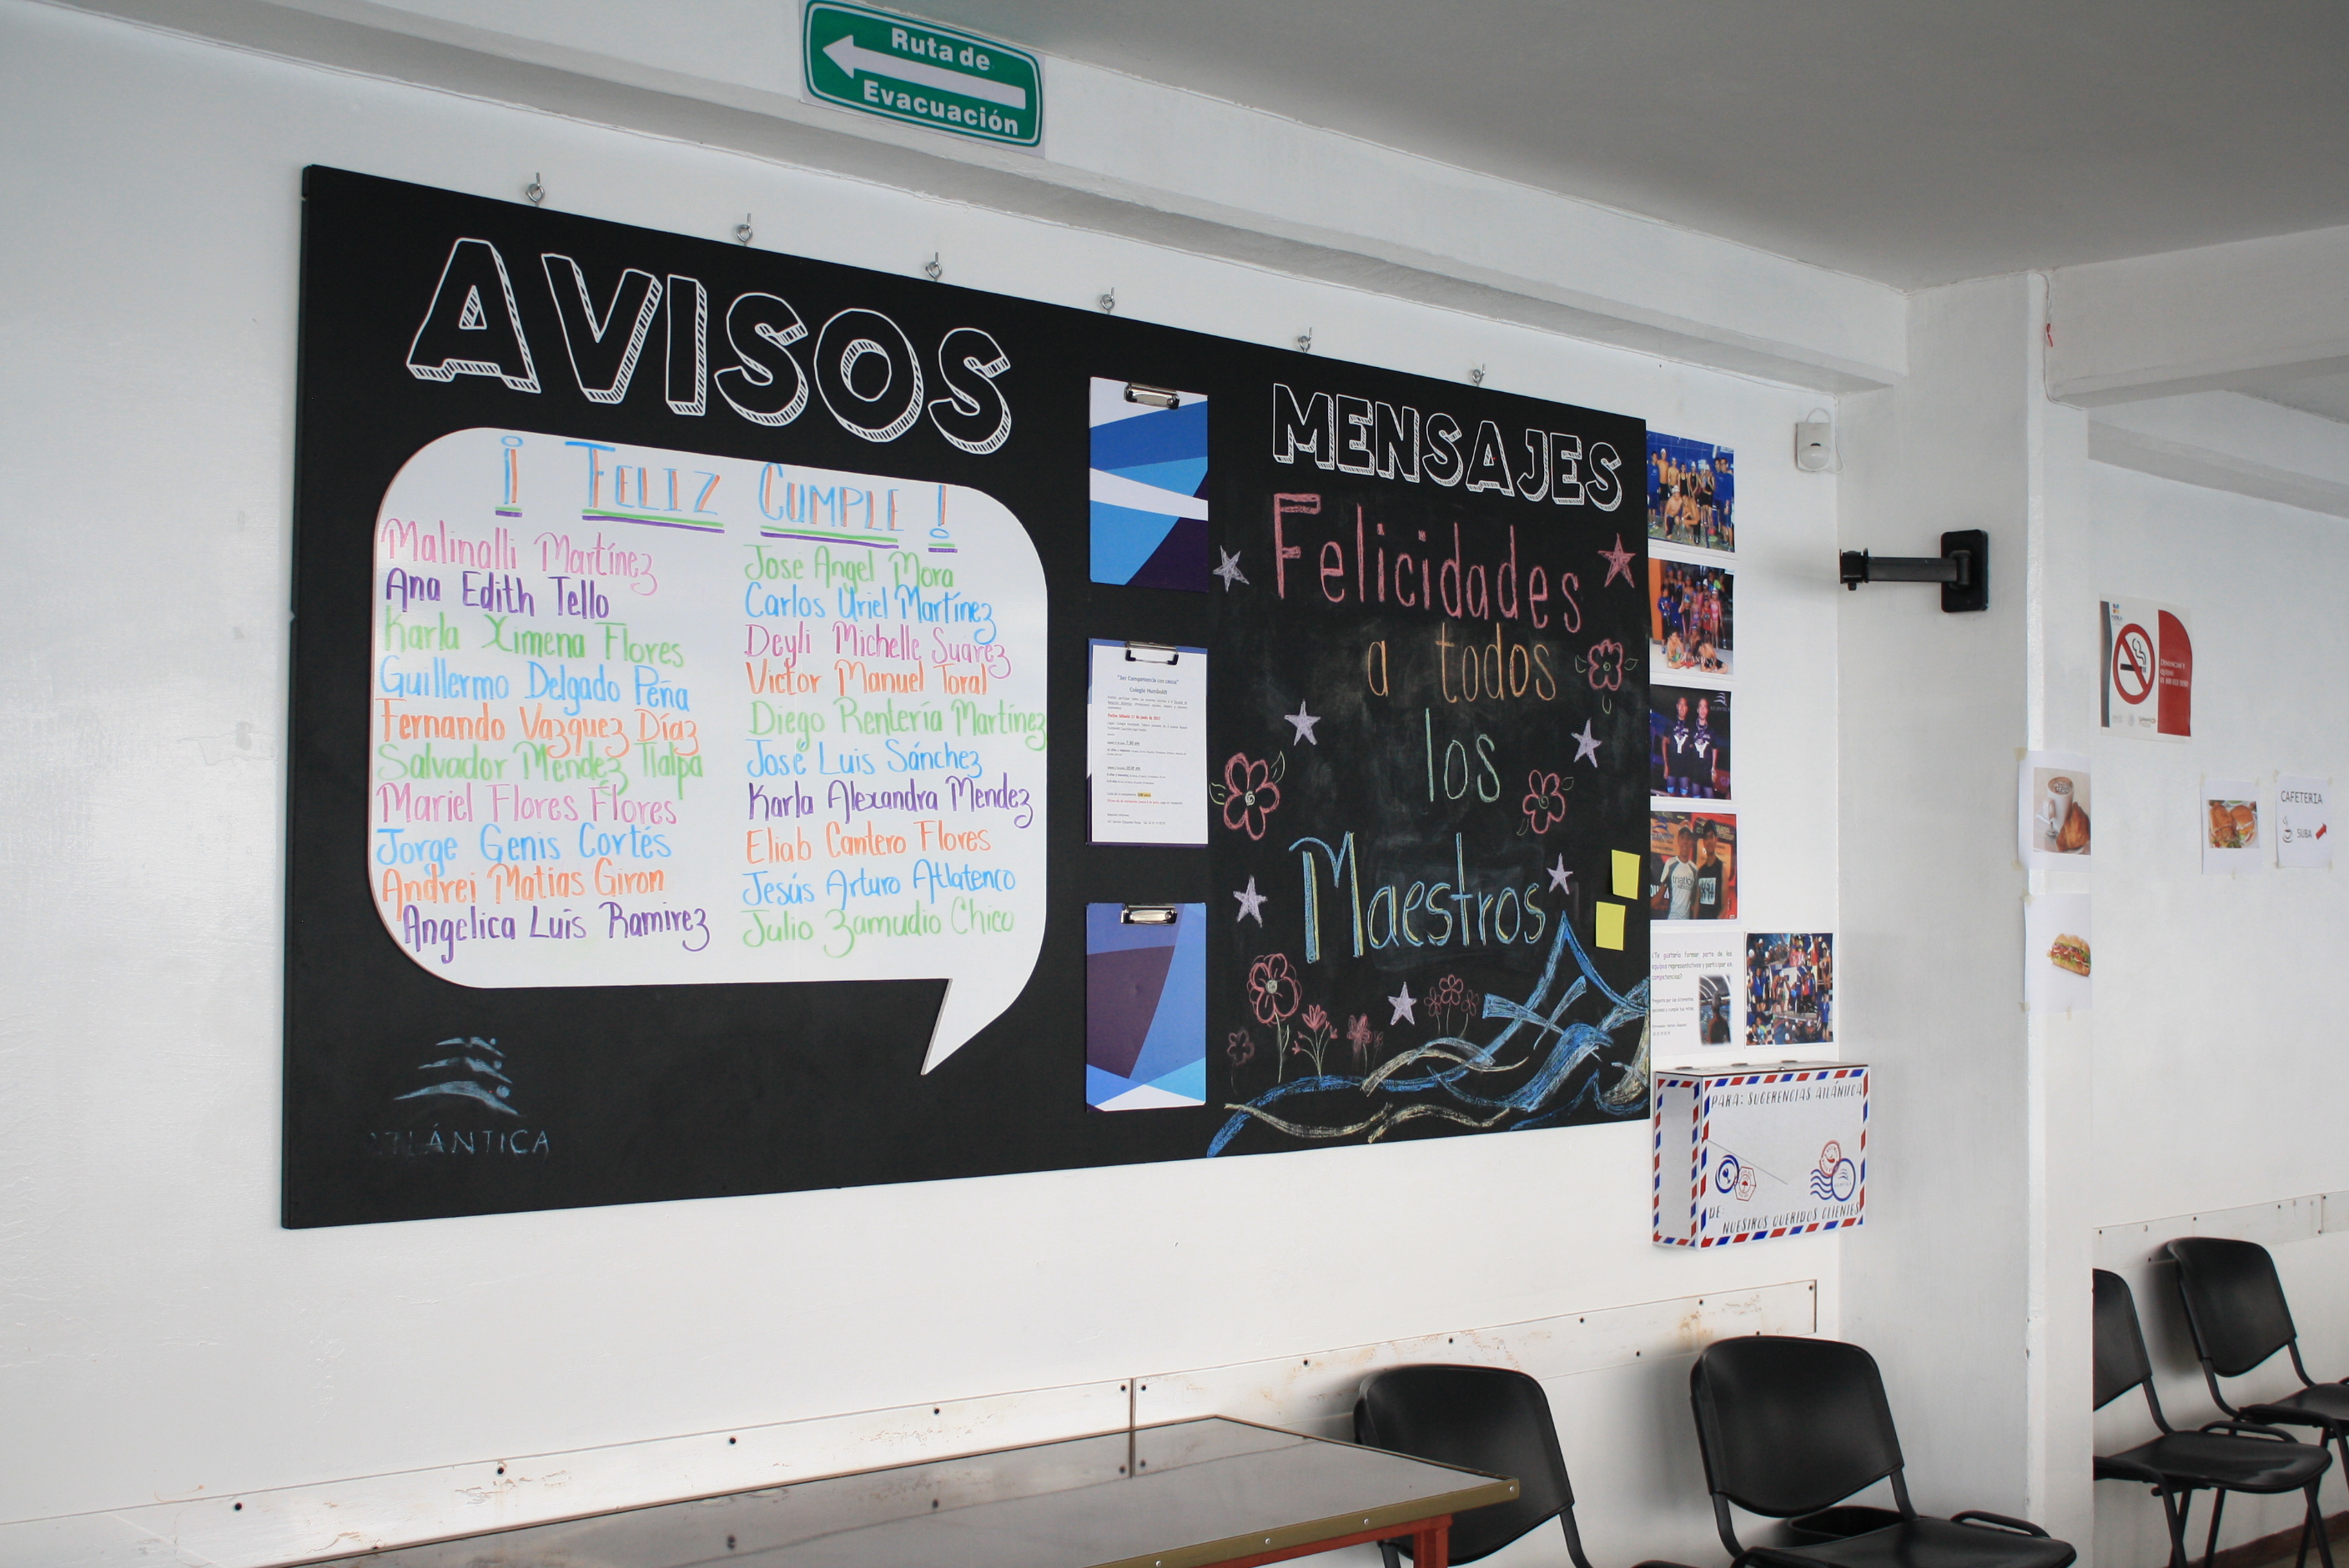 Ruta de
Evacuación
AVISOS
¡ FELIZ CUMPLE !
Malinalli Martínez
Ana Edith Tello
Karla Ximena Flores
Guillermo Delgado Peña
Fernando Vazquez Díaz
Salvador Méndez Tlalpa
Mariel Flores Flores
Jorge Genis Cortés
Andrei Matias Giron
Angelica Luis Ramirez
Jose Angel Mora
Carlos Uriel Martínez
Deyli Michelle Suarez
Victor Manuel Toral
Diego Rentería Martínez
José Luis Sánchez
Karla Alexandra Mendez
Eliab Cantero Flores
Jesús Arturo Atlatenco
Julio Zamudio Chico
ATLÁNTICA
"Ser Competencia con causa"
Colegio Humboldt
MENSAJES
Felicidades
a todos
los
Maestros
¿Te gustaría formar parte de los
equipos representativos y participar en
competencias?
PARA: SUGERENCIAS ATLÁNTICA
DE:
NUESTROS QUERIDOS CLIENTES
CAFETERIA
SUBA